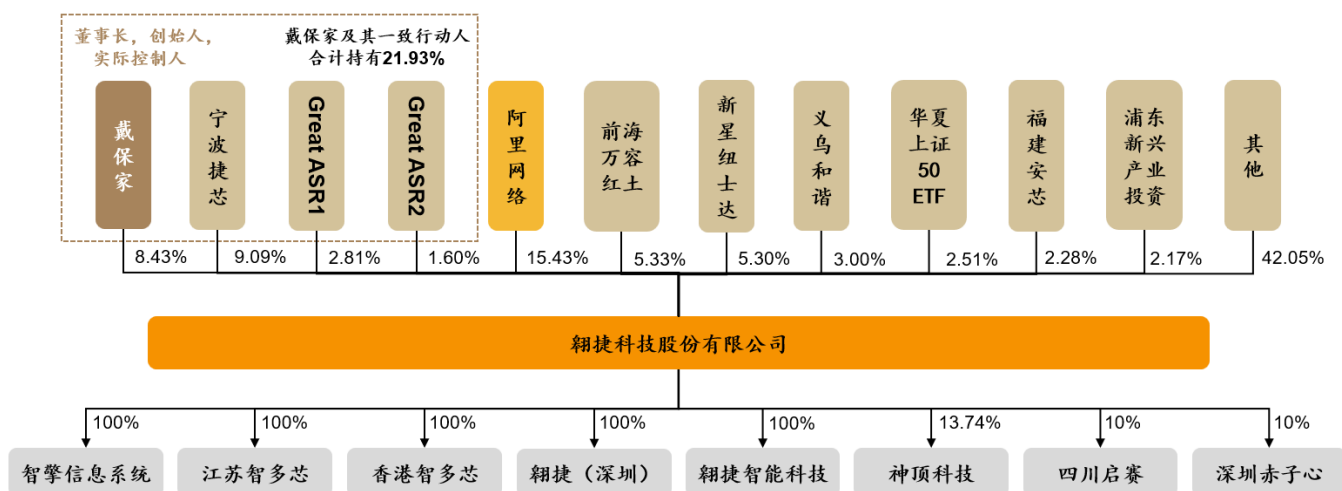 董事长，创始人，
实际控制人
戴保家及其一致行动人
合计持有21.93%
戴保家
宁波捷芯
Great ASR1
Great ASR2
阿里网络
前海
万容
红土
新星纽士达
义乌和谐
华夏
上证
50
ETF
福建安芯
浦东
新兴
产业
投资
其他
8.43%
9.09%
2.81%
1.60%
15.43%
5.33%
5.30%
3.00%
2.51%
2.28%
2.17%
42.05%
翱捷科技股份有限公司
100%
100%
100%
100%
100%
13.74%
10%
10%
智擎信息系统
江苏智多芯
香港智多芯
翱捷（深圳）
翱捷智能科技
神顶科技
四川启赛
深圳赤子心